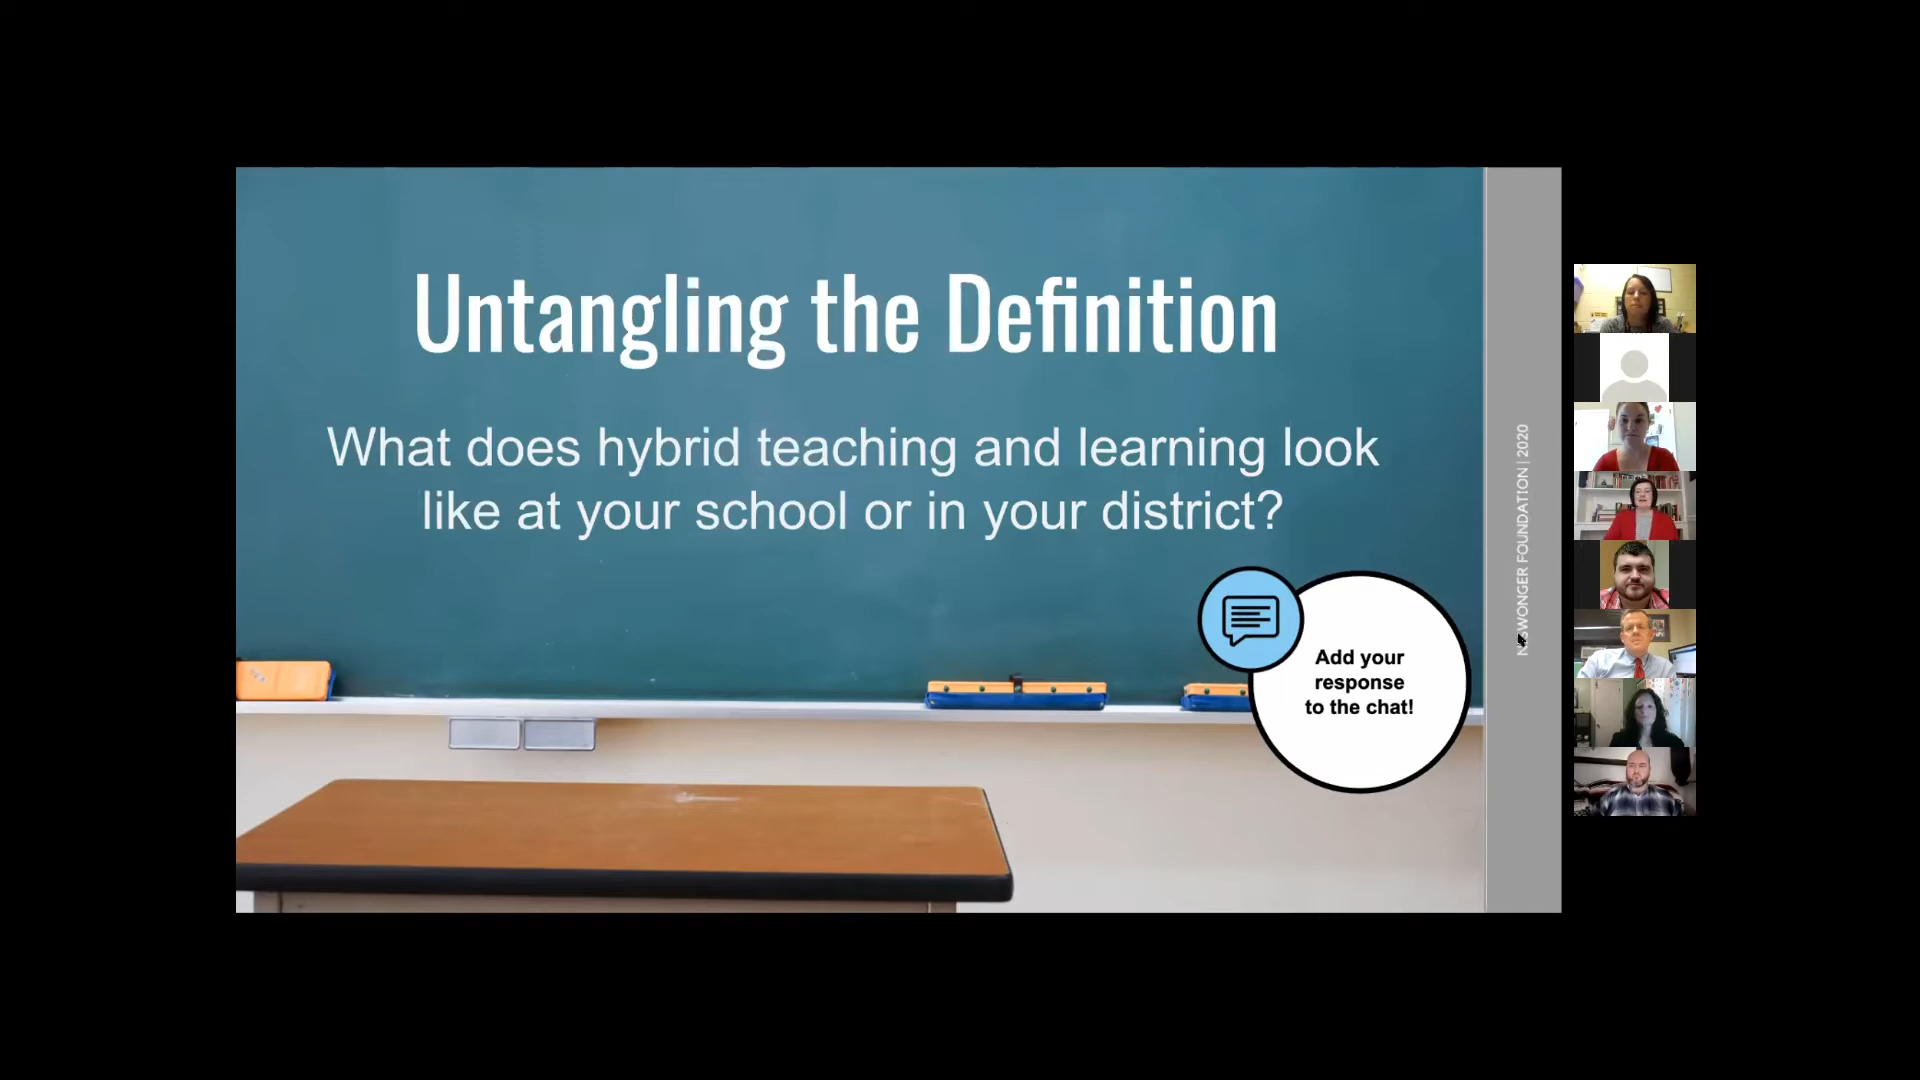 Untangling the Definition
What does hybrid teaching and learning look
like at your school or in your district?
Add your
response
to the chat!
FOUNDATION | 2020